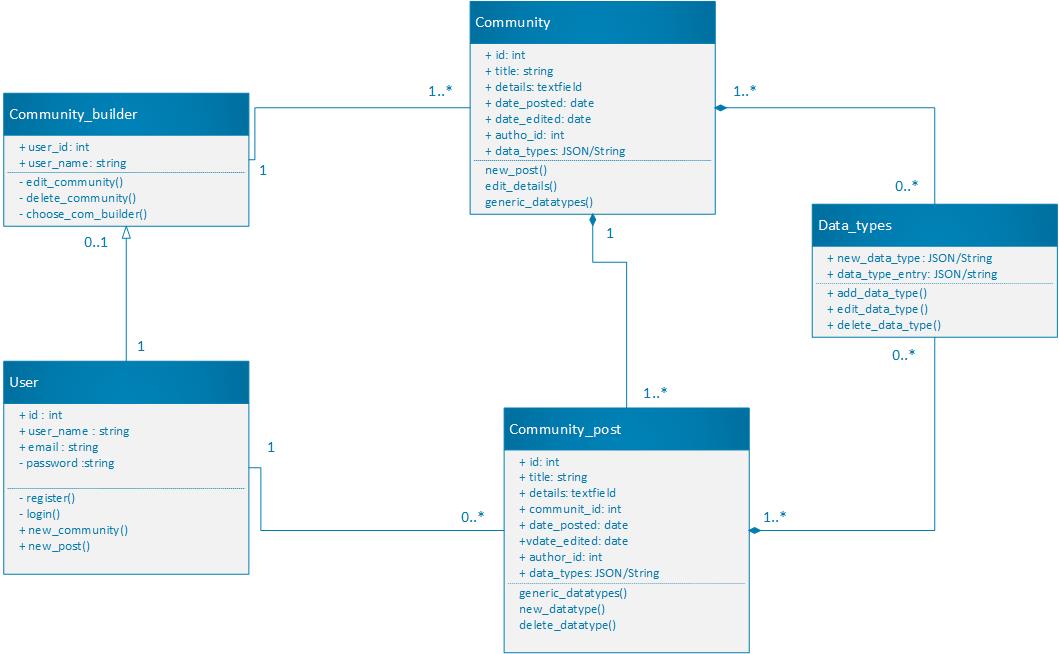 Community
+ id: int
+ title: string
+ details: textfield
+ date_posted: date
+ date_edited: date
+ autho_id: int
+ data_types: JSON/String
new_post()
edit_details()
generic_datatypes()
1..*
1..*
Community_builder
+ user_id: int
+ user_name: string
- edit_community()
- delete_community()
- choose_com_builder()
1
0..*
0..1
1
Data_types
+ new_data_type: JSON/String
+ data_type_entry: JSON/string
+ add_data_type()
+ edit_data_type()
+ delete_data_type()
1
0..*
User
+ id : int
+ user_name : string
+ email : string
- password :string
- register()
- login()
+ new_community()
+ new_post()
1..*
1
0..*
Community_post
+ id: int
+ title: string
+ details: textfield
+ communit_id: int
+ date_posted: date
+vdate_edited: date
+ author_id: int
+ data_types: JSON/String
generic_datatypes()
new_datatype()
delete_datatype()
1..*